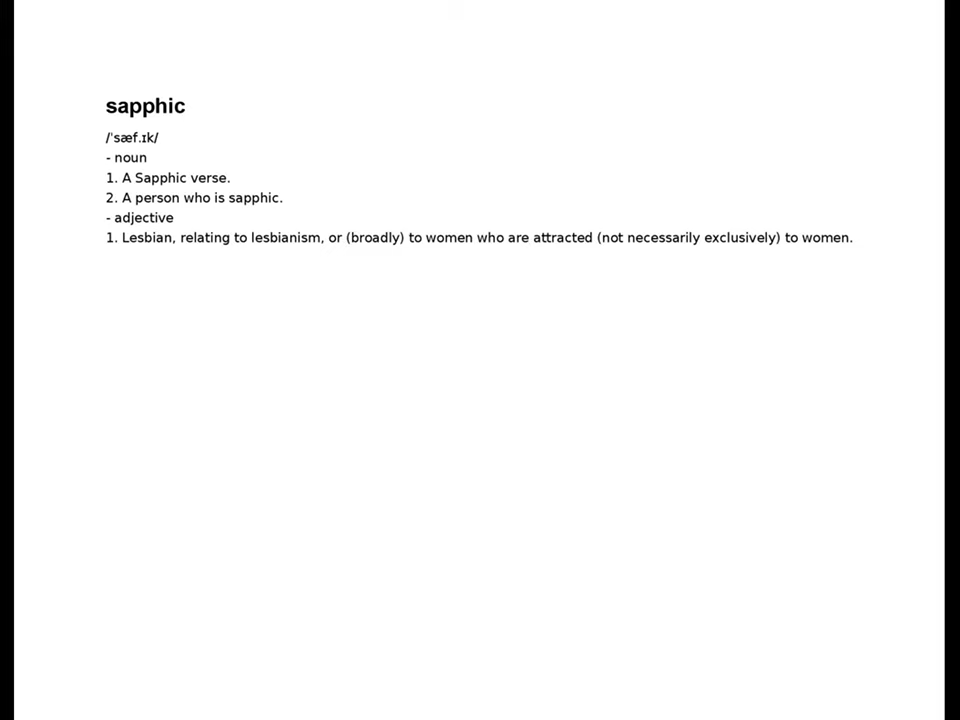 sapphic
/ˈsæf.ɪk/
- noun
1. A Sapphic verse.
2. A person who is sapphic.
- adjective
1. Lesbian, relating to lesbianism, or (broadly) to women who are attracted (not necessarily exclusively) to women.